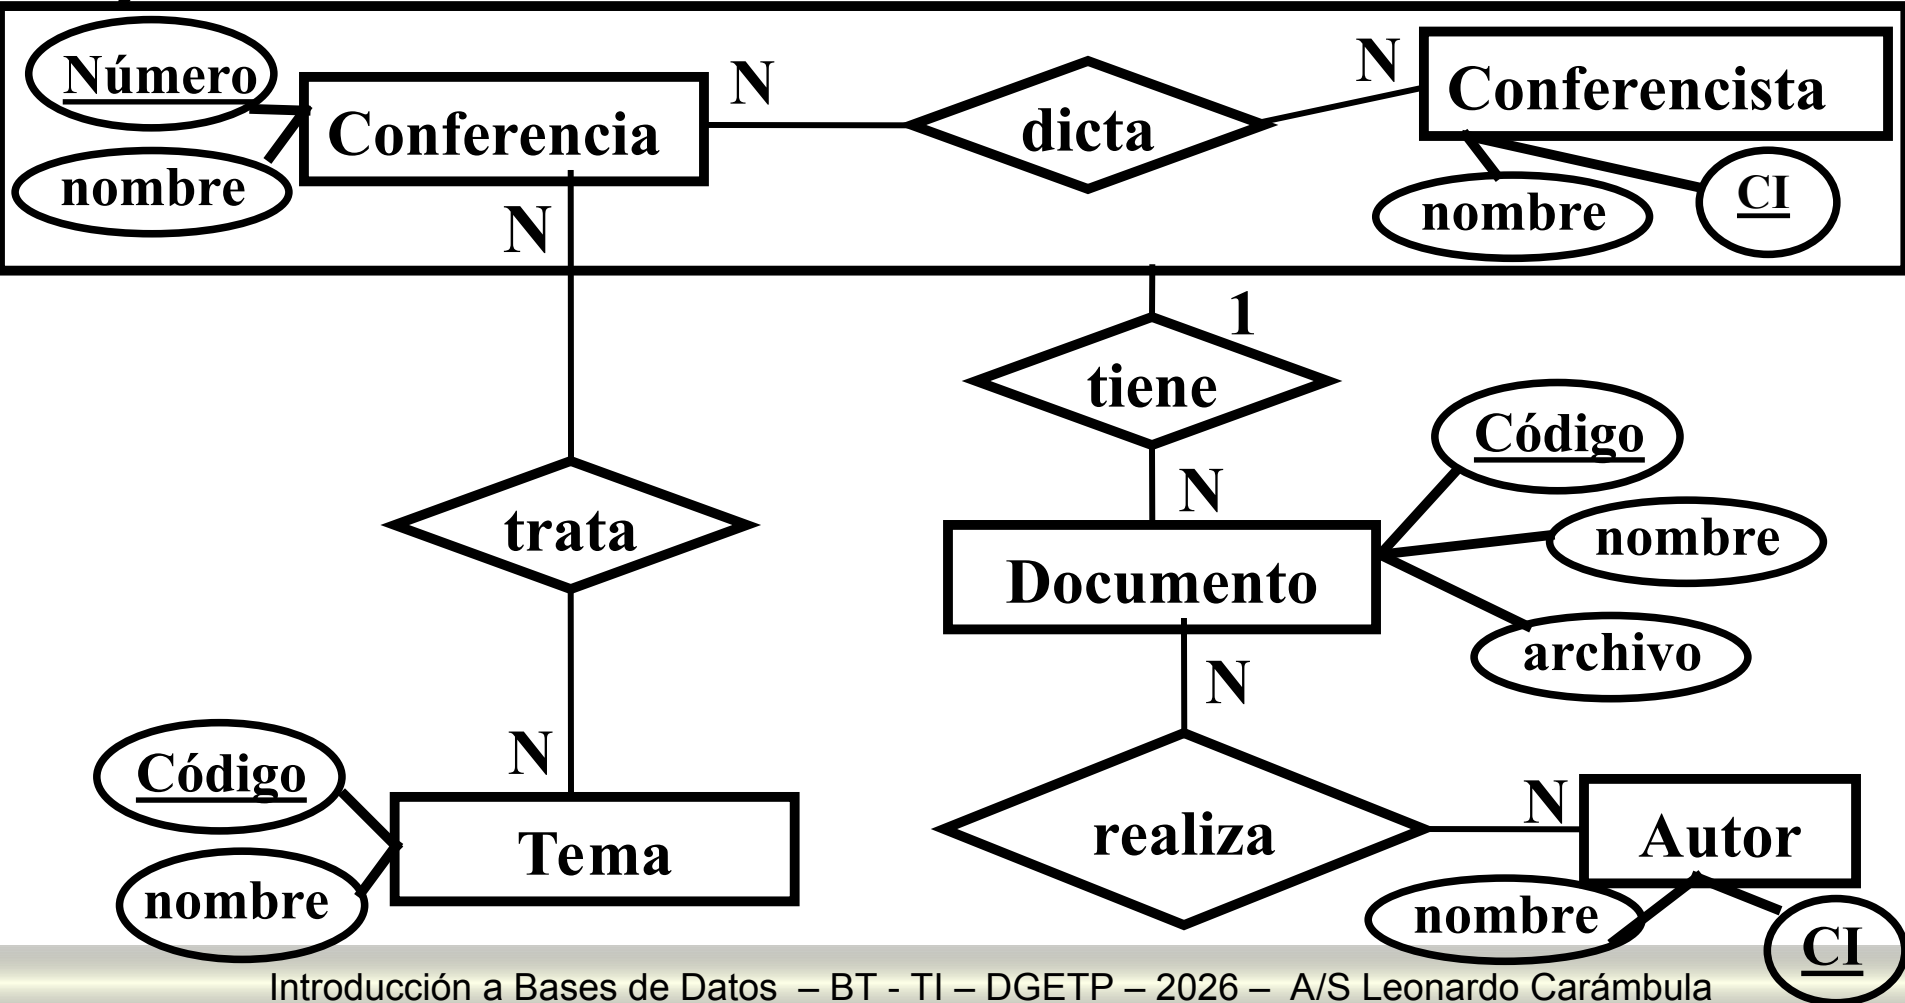 Número
nombre
Conferencia
N
dicta
N
Conferencista
nombre
CI
N
1
tiene
N
trata
Documento
Código
nombre
archivo
N
N
Código
nombre
Tema
realiza
N
Autor
nombre
CI
Introducción a Bases de Datos – BT - TI – DGETP – 2026 – A/S Leonardo Carámbula